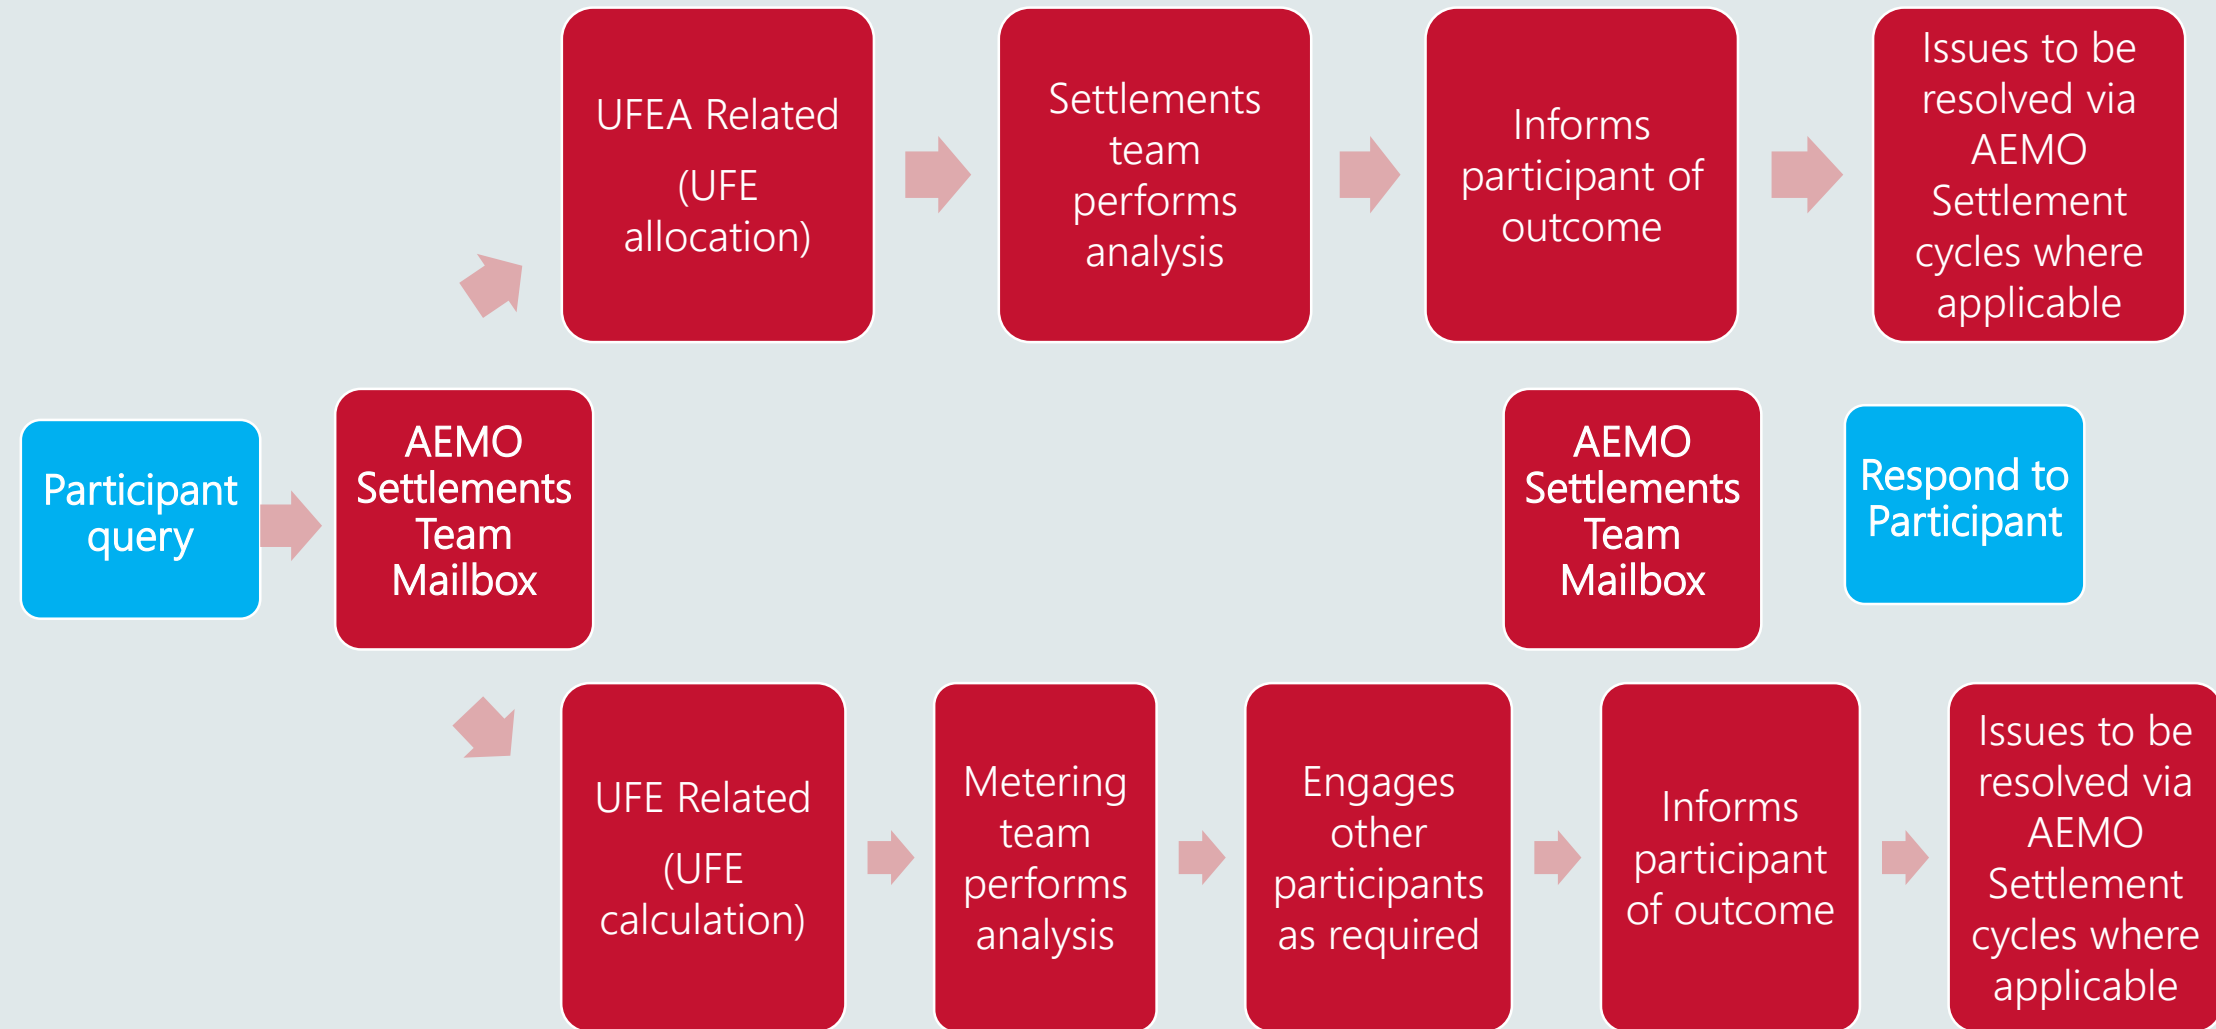 UFEA Related
(UFE
allocation)
Settlements
team
performs
analysis
Informs
participant of
outcome
Issues to be
resolved via
AEMO
Settlement
cycles where
applicable
Participant
query
AEMO
Settlements
Team
Mailbox
AEMO
Settlements
Team
Mailbox
Respond to
Participant
UFE Related
(UFE
calculation)
Metering
team
performs
analysis
Engages
other
participants
as required
Informs
participant
of outcome
Issues to be
resolved via
AEMO
Settlement
cycles where
applicable